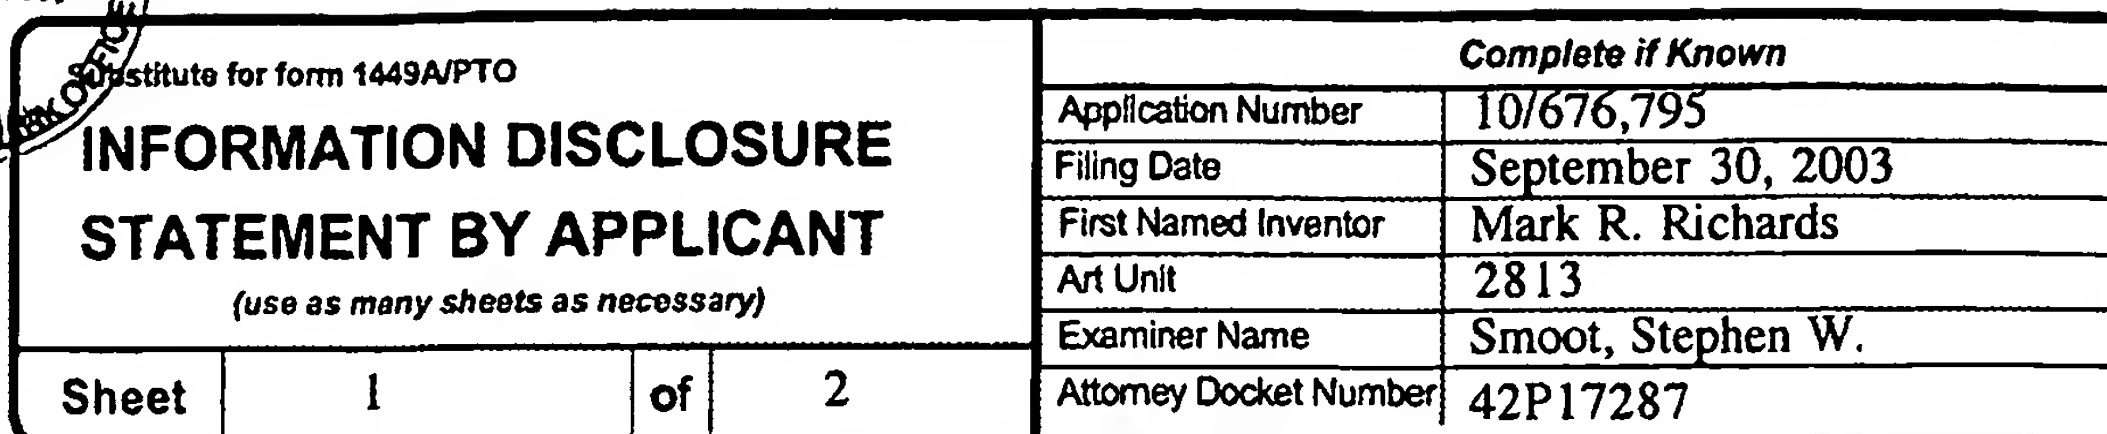 Substitute for form 1449A/PTO
INFORMATION DISCLOSURE
STATEMENT BY APPLICANT
(use as many sheets as necessary)
Sheet 1 of 2
Complete if Known
Application Number 10/676,795
Filing Date September 30, 2003
First Named Inventor Mark R. Richards
Art Unit 2813
Examiner Name Smoot, Stephen W.
Attorney Docket Number 42P17287